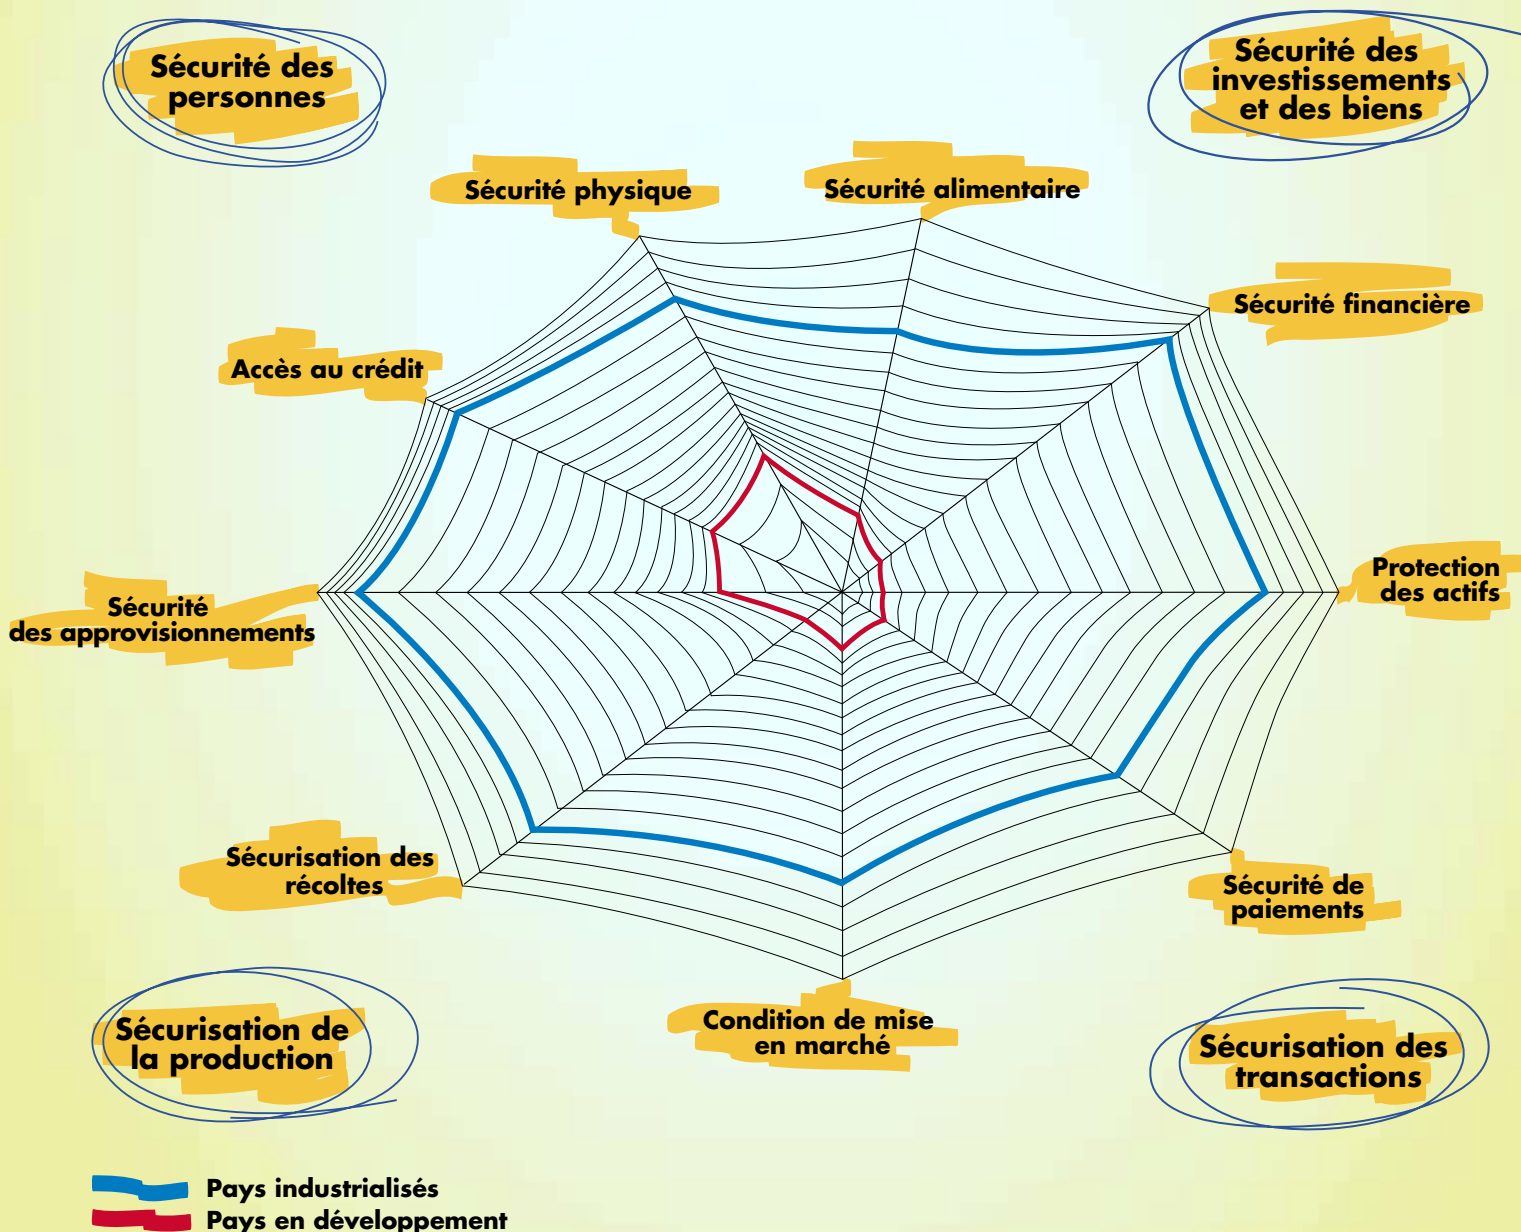 Sécurité des
personnes
Sécurité des
investissements
et des biens
Sécurité physique
Sécurité alimentaire
Sécurité financière
Accès au crédit
Protection
des actifs
Sécurité
des approvisionnements
Sécurisation des
récoltes
Sécurité de
paiements
Condition de mise
en marché
Sécurisation de
la production
Sécurisation des
transactions
Pays industrialisés
Pays en développement